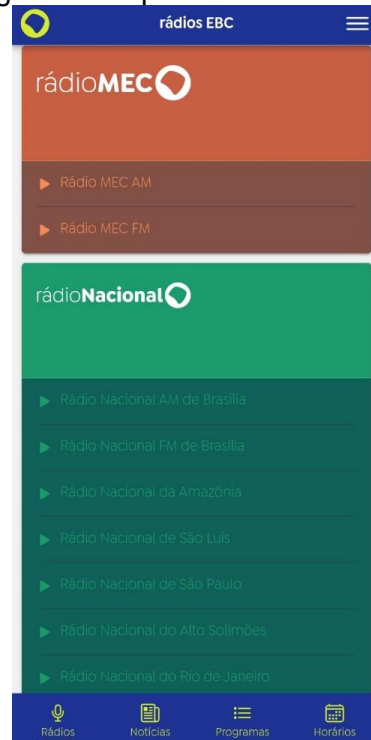 rádios EBC
rádioMEC
Rádio MEC AM
Rádio MEC FM
rádioNacional
Rádio Nacional AM de Brasília
Rádio Nacional FM de Brasília
Rádio Nacional da Amazônia
Rádio Nacional de São Luís
Rádio Nacional de São Paulo
Rádio Nacional do Alto Solimões
Rádio Nacional do Rio de Janeiro
Rádios Notícias Programas Horários